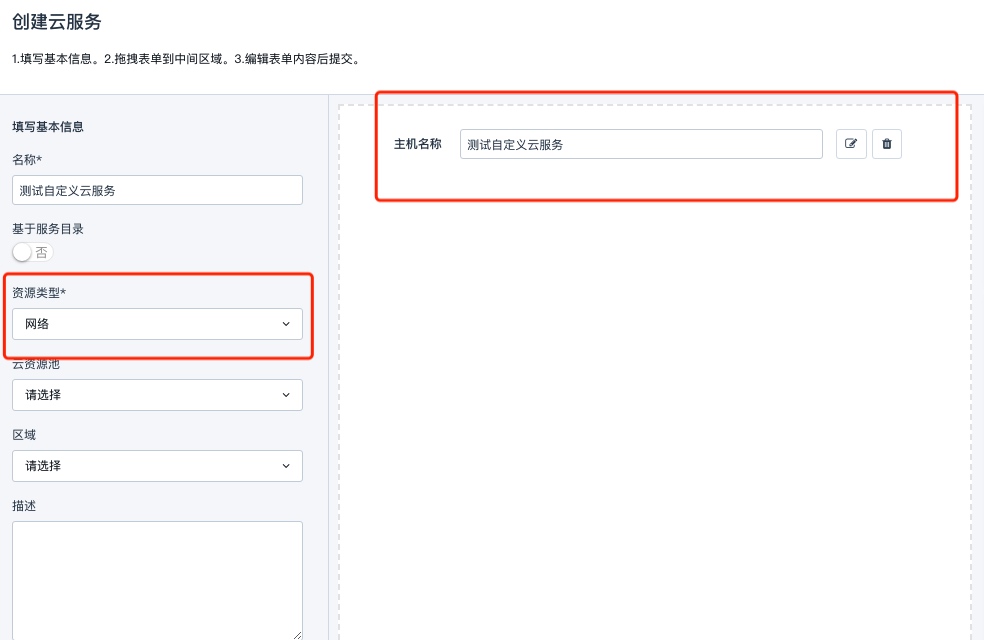 创建云服务
1.填写基本信息。2.拖拽表单到中间区域。3.编辑表单内容后提交。
填写基本信息
名称*
测试自定义云服务
基于服务目录
否
资源类型*
网络
云资源池
请选择
区域
请选择
描述
主机名称 测试自定义云服务